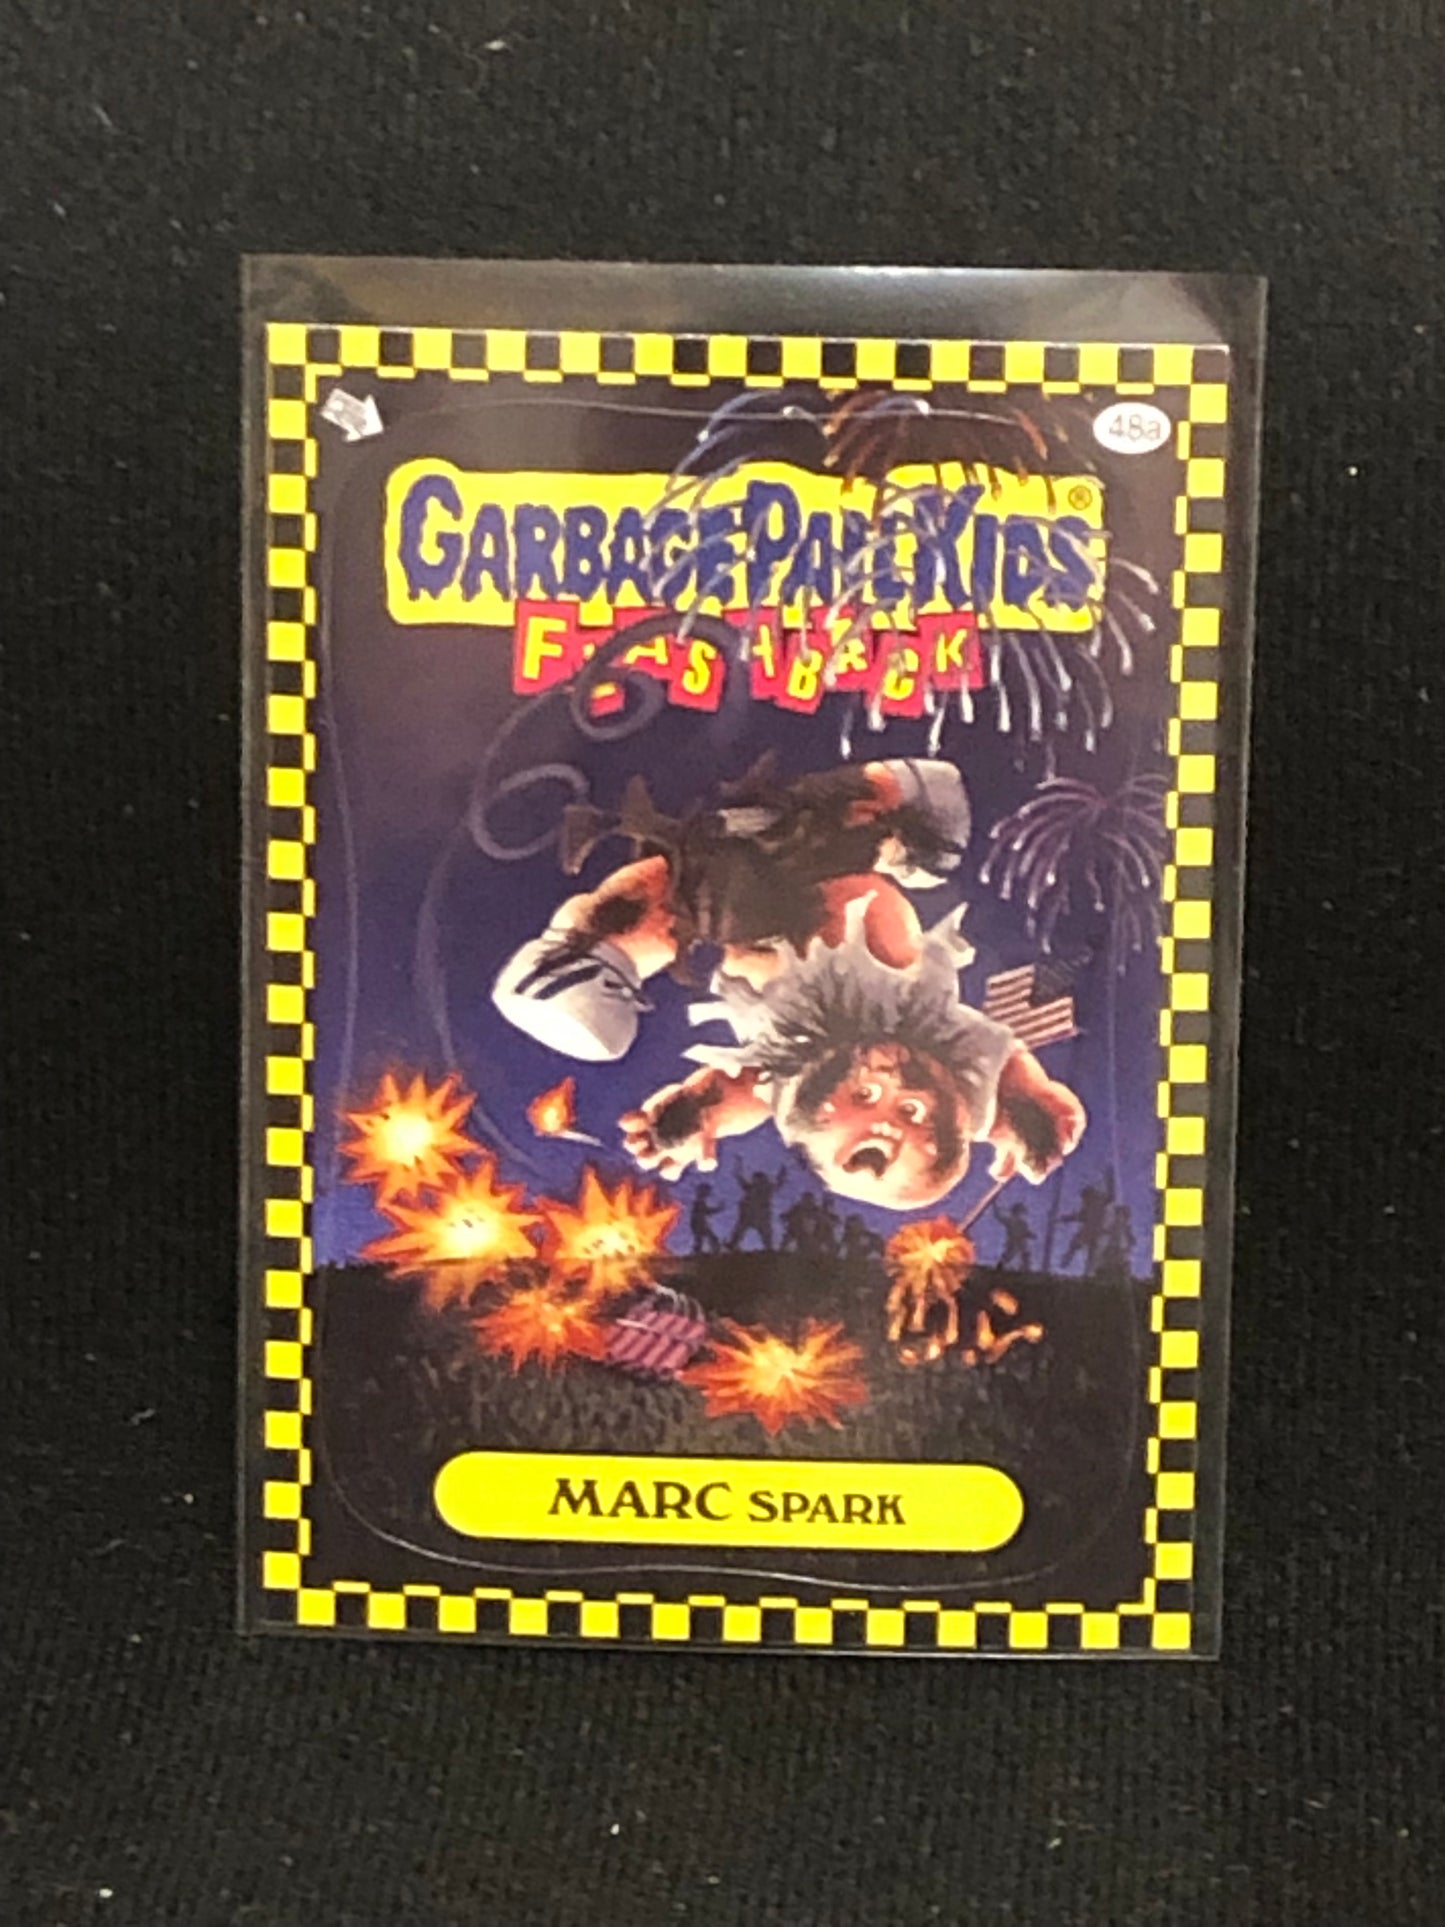 48a
GARBAGE PAIL KIDS®
FLASHBACK
MARC SPARK